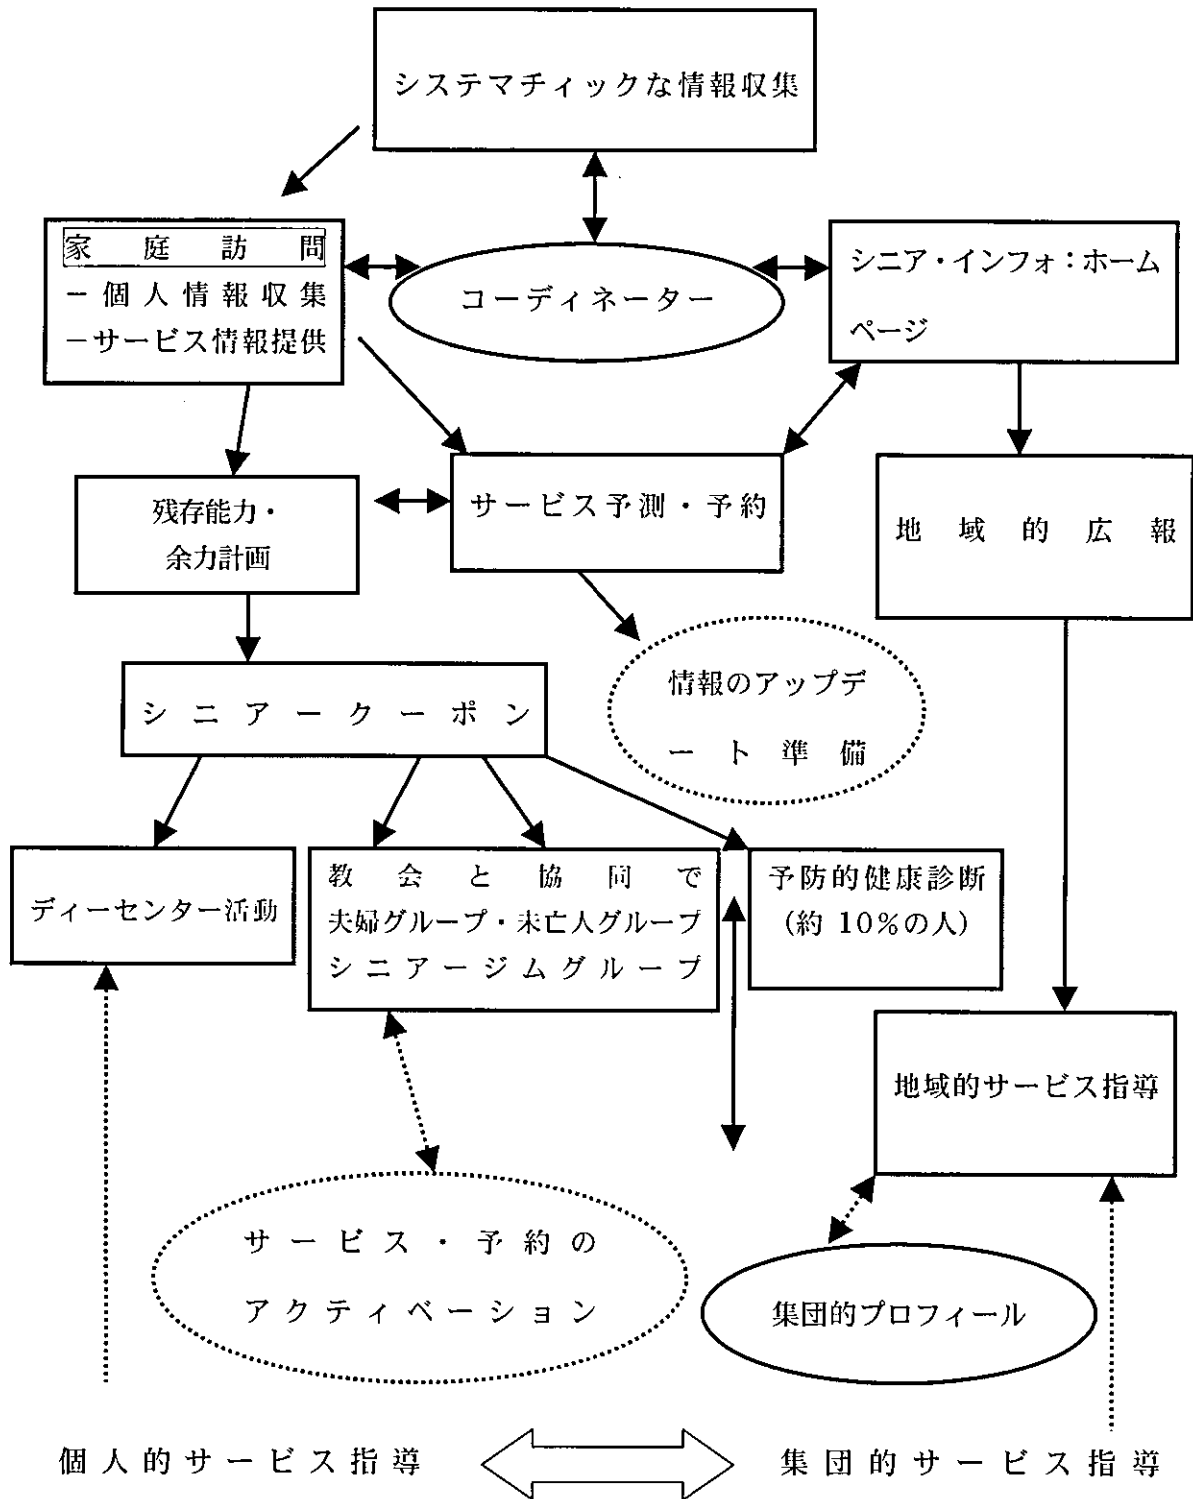 システマチィックな情報収集
家庭訪問
－個人情報収集
－サービス情報提供
コーディネーター
シニア・インフォ：ホーム
ページ
残存能力・
余力計画
サービス予測・予約
地域的広報
情報のアップデ
ート準備
シニアークーポン
ディーセンター活動
教会と協同で
夫婦グループ・未亡人グループ
シニアージムグループ
予防的健康診断
(約 10%の人)
地域的サービス指導
サービス・予約の
アクティベーション
集団的プロフィール
個人的サービス指導
集団的サービス指導